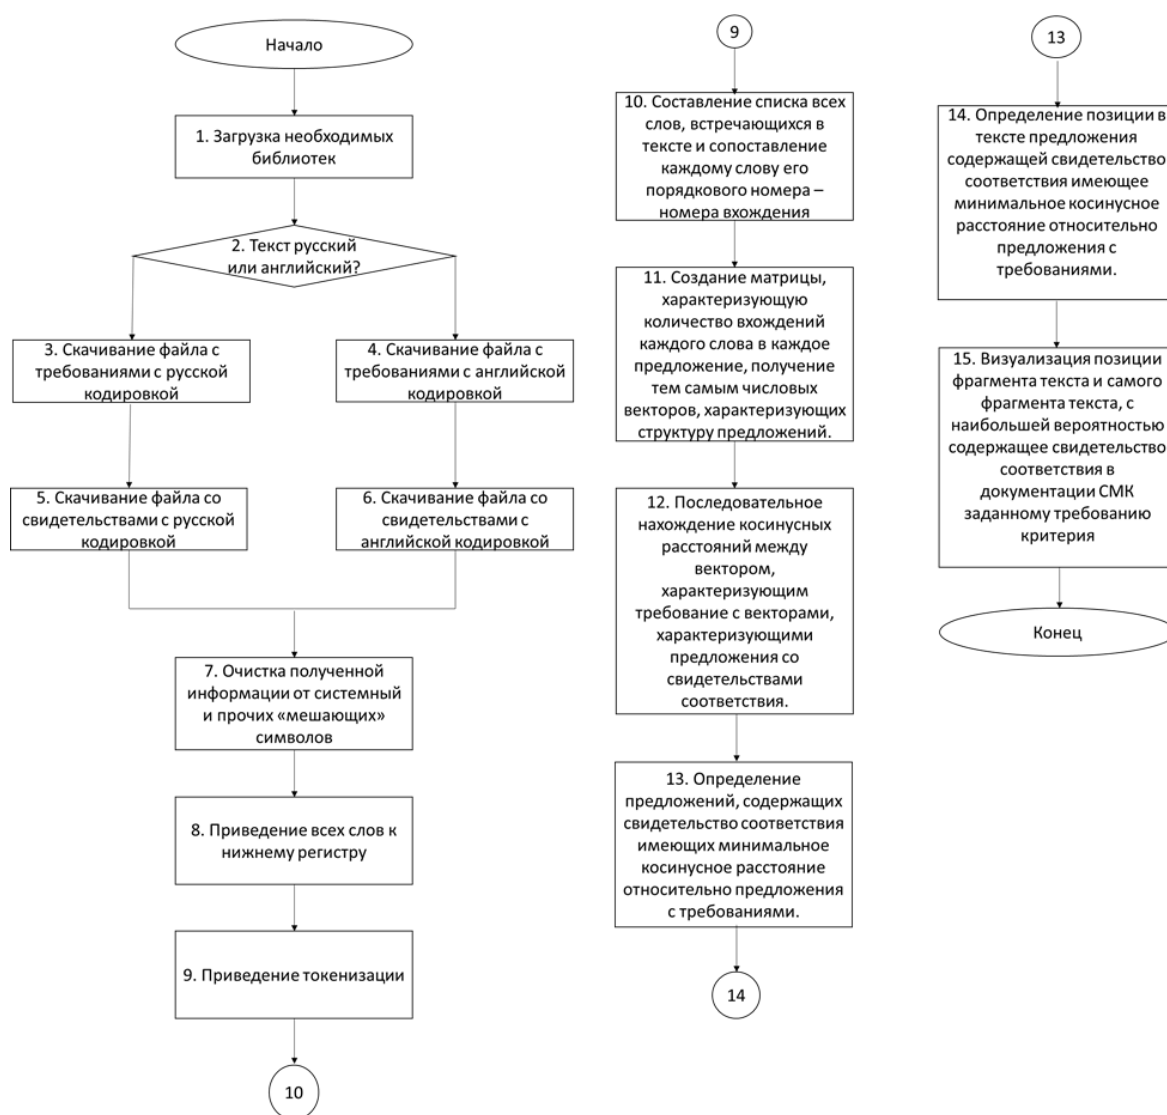 Начало
1. Загрузка необходимых
библиотек
2. Текст русский
или английский?
3. Скачивание файла с
требованиями с русской
кодировкой
4. Скачивание файла с
требованиями с английской
кодировкой
5. Скачивание файла со
свидетельствами с русской
кодировкой
6. Скачивание файла со
свидетельствами с
английской кодировкой
7. Очистка полученной
информации от системный
и прочих «мешающих»
символов
8. Приведение всех слов к
нижнему регистру
9. Приведение токенизации
10
9
10. Составление списка всех
слов, встречающихся в
тексте и сопоставление
каждому слову его
порядкового номера –
номера вхождения
11. Создание матрицы,
характеризующую
количество вхождений
каждого слова в каждое
предложение, получение
тем самым числовых
векторов, характеризующих
структуру предложений.
12. Последовательное
нахождение косинусных
расстояний между
вектором,
характеризующим
требование с векторами,
характеризующими
предложения со
свидетельствами
соответствия.
13. Определение
предложений, содержащих
свидетельство соответствия
имеющих минимальное
косинусное расстояние
относительно предложения
с требованиями.
14
13
14. Определение позиции в
тексте предложения
содержащей свидетельство
соответствия имеющее
минимальное косинусное
расстояние относительно
предложения с
требованиями.
15. Визуализация позиции
фрагмента текста и самого
фрагмента текста, с
наибольшей вероятностью
содержащее свидетельство
соответствия в
документации СМК
заданному требованию
критерия
Конец